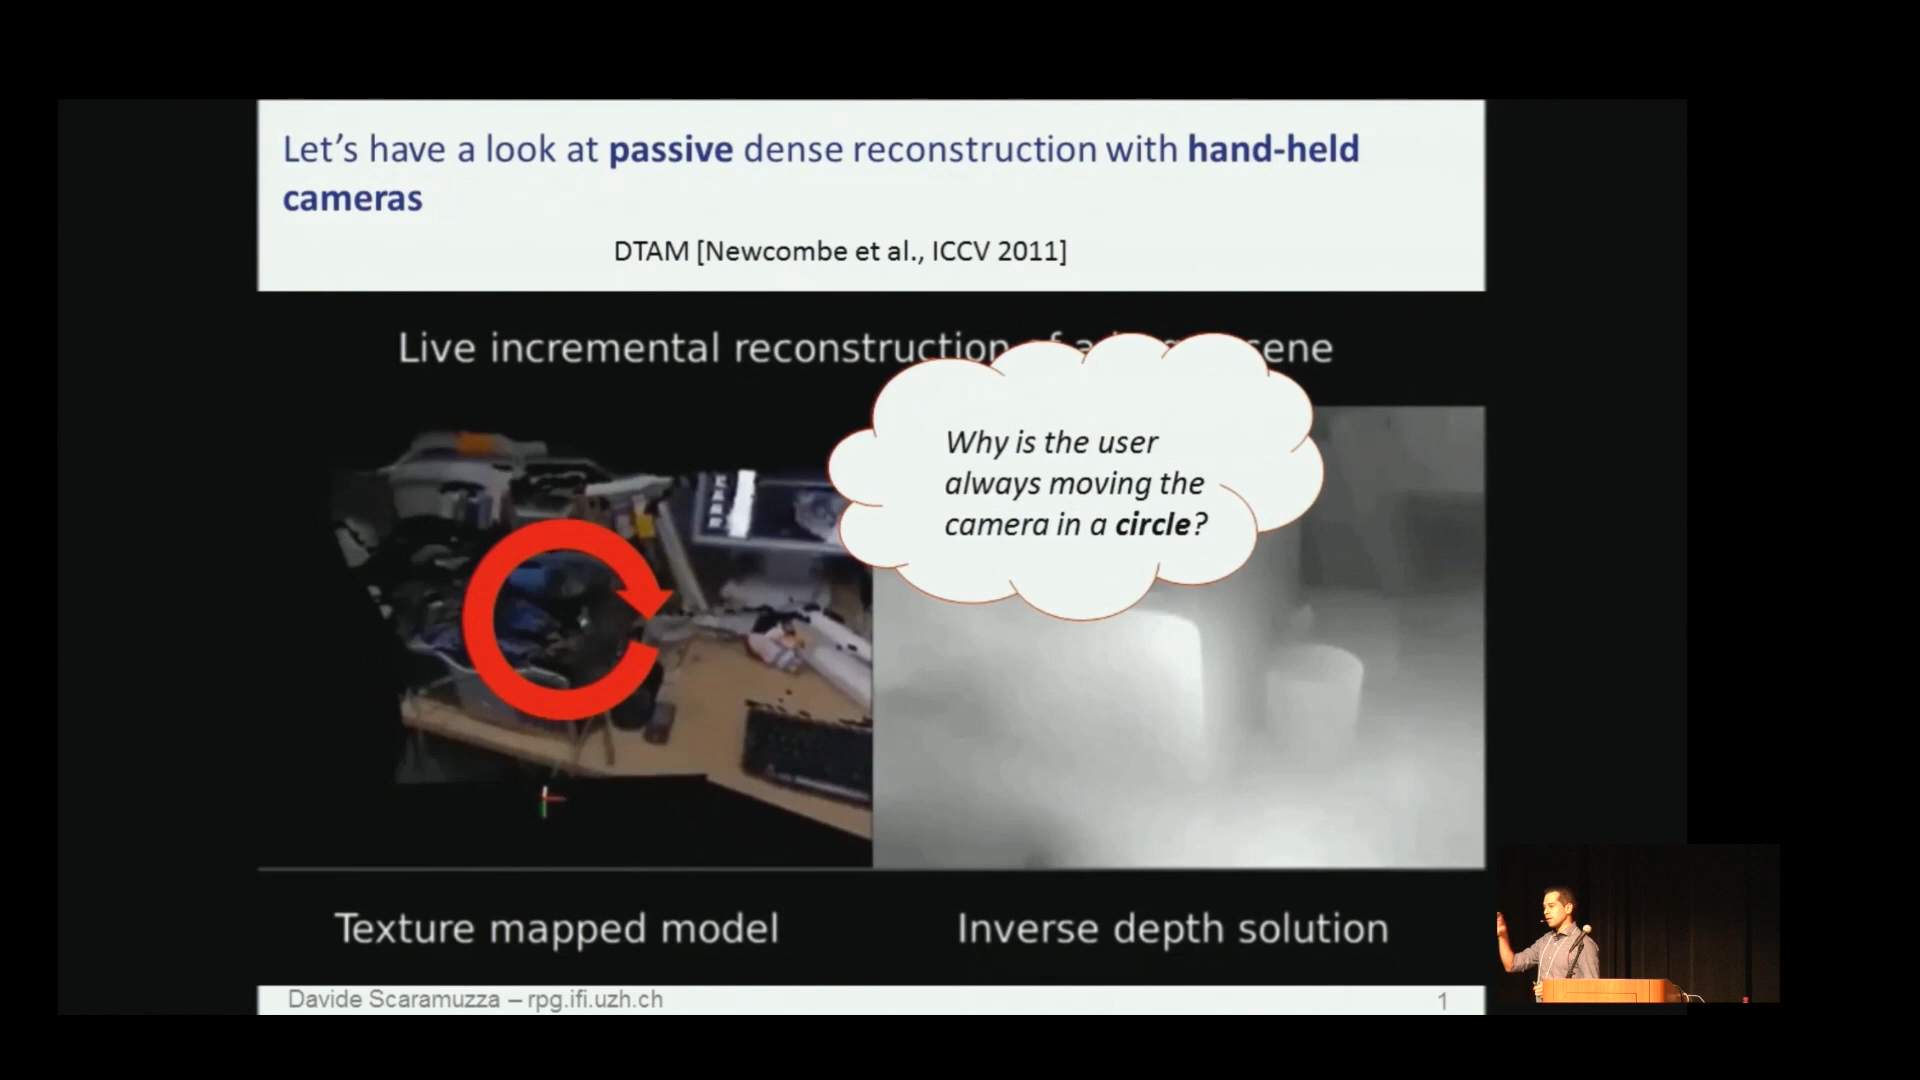 Let's have a look at passive dense reconstruction with hand-held
cameras
DTAM [Newcombe et al., ICCV 2011]
Live incremental reconstruction
Why is the user
always moving the
camera in a circle?
Texture mapped model
Inverse depth solution
Davide Scaramuzza – rpg.ifi.uzh.ch
1